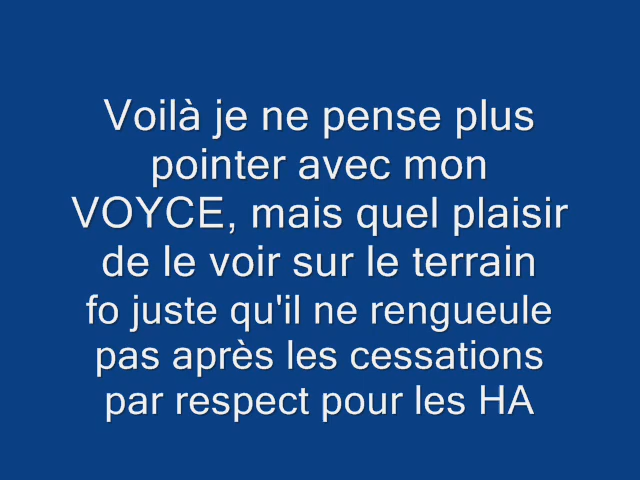 Voilà je ne pense plus
pointer avec mon
VOYCE, mais quel plaisir
de le voir sur le terrain
fo juste qu'il ne rengueule
pas après les cessations
par respect pour les HA